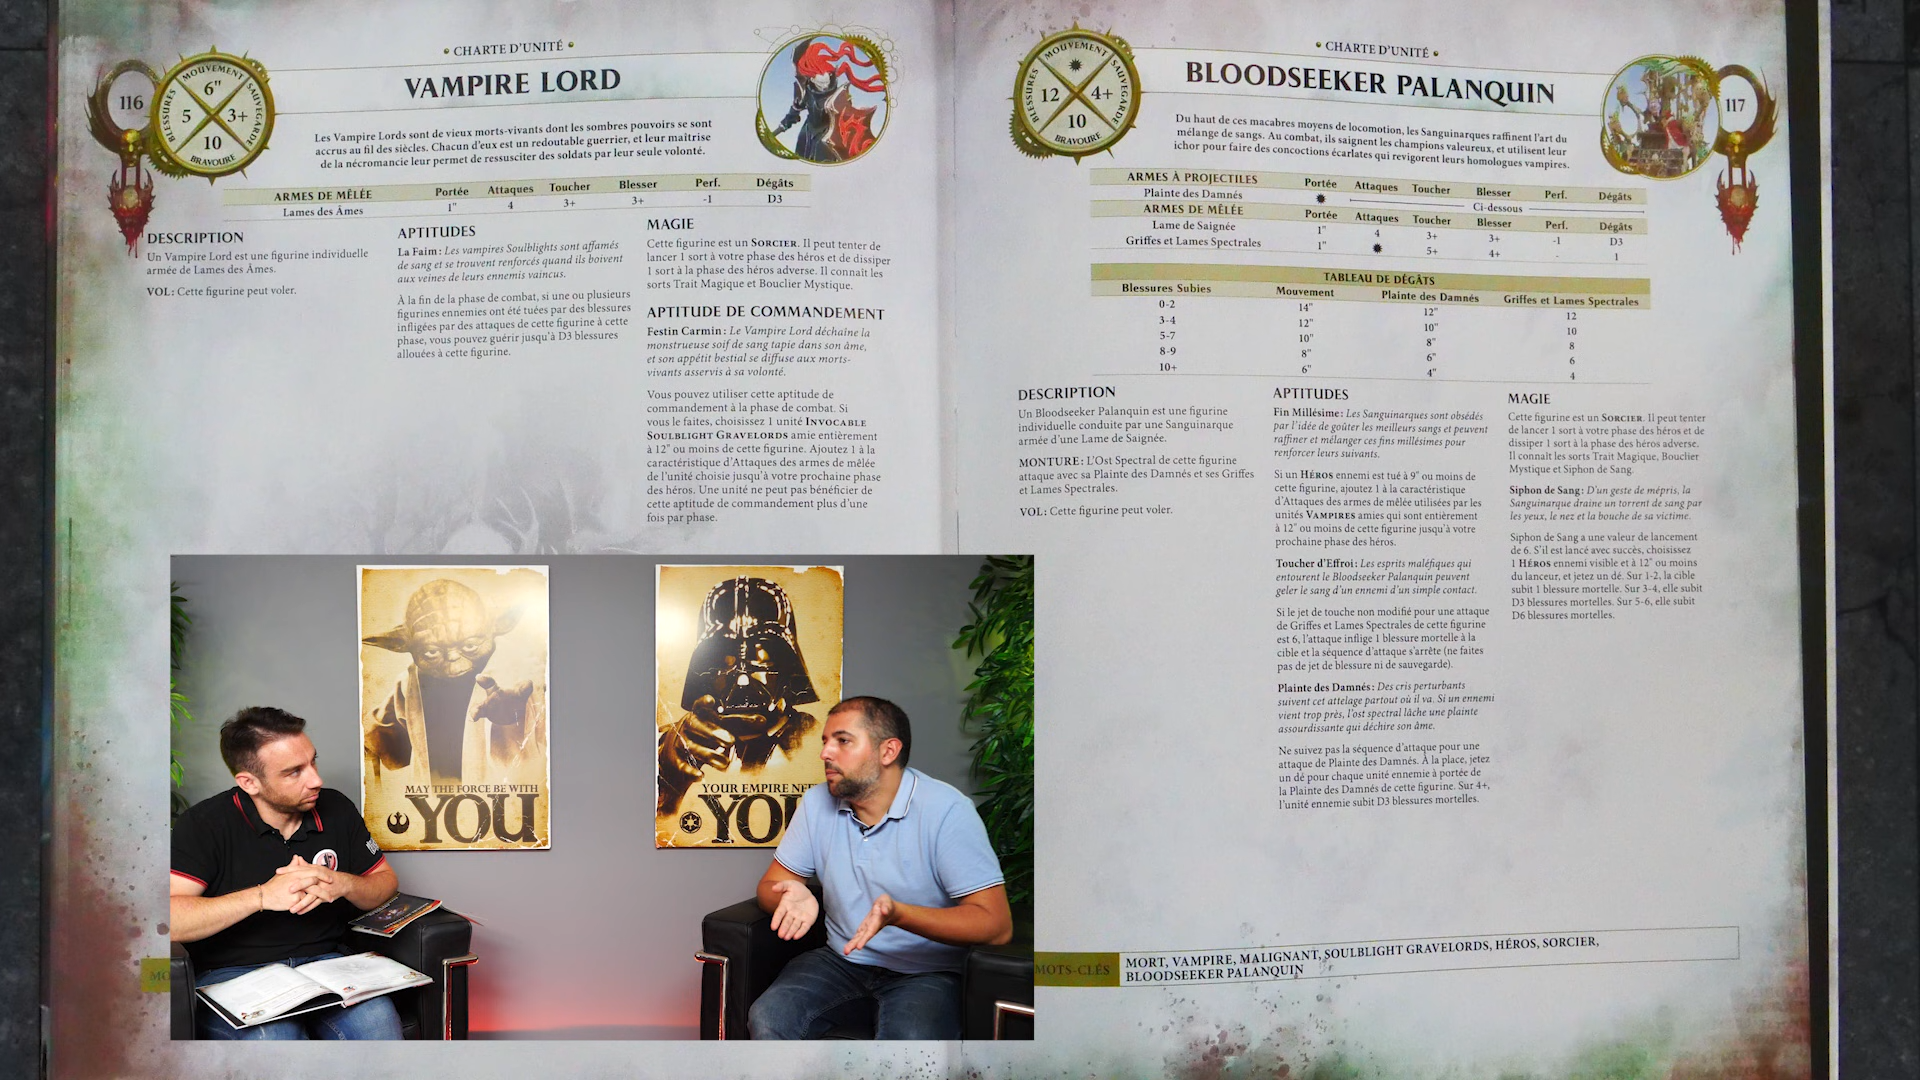 116
MOUVEMENT
6"
BLESSURES
5
3+
SAUVEGARDE
10
BRAVOURE
• CHARTE D'UNITÉ •
VAMPIRE LORD
Les Vampire Lords sont de vieux morts-vivants dont les sombres pouvoirs se sont
accrus au fil des siècles. Chacun d'eux est un redoutable guerrier, et leur maîtrise
de la nécromancie leur permet de ressusciter des soldats par leur seule volonté.
ARMES DE MÊLÉE Portée Attaques Toucher Blesser Perf. Dégâts
Lames des Âmes 1" 4 3+ 3+ -1 D3
DESCRIPTION
Un Vampire Lord est une figurine individuelle
armée de Lames des Âmes.
VOL : Cette figurine peut voler.
APTITUDES
La Faim : Les vampires Soulblights sont affamés
de sang et se trouvent renforcés quand ils boivent
aux veines de leurs ennemis vaincus.
À la fin de la phase de combat, si une ou plusieurs
figurines ennemies ont été tuées par des blessures
infligées par des attaques de cette figurine à cette
phase, vous pouvez guérir jusqu'à D3 blessures
allouées à cette figurine.
MAGIE
Cette figurine est un SORCIER. Il peut tenter de
lancer 1 sort à votre phase des héros et de dissiper
1 sort à la phase des héros adverse. Il connaît les
sorts Trait Magique et Bouclier Mystique.
APTITUDE DE COMMANDEMENT
Festin Carmin : Le Vampire Lord déchaîne la
monstrueuse soif de sang tapie dans son âme,
et son appétit bestial se diffuse aux morts-
vivants asservis à sa volonté.
Vous pouvez utiliser cette aptitude de
commandement à la phase de combat. Si
vous le faites, choisissez 1 unité INVOCABLE
SOULBLIGHT GRAVELORDS amie entièrement
à 12" ou moins de cette figurine. Ajoutez 1 à la
caractéristique d'Attaques des armes de mêlée
de l'unité choisie jusqu'à votre prochaine phase
des héros. Une unité ne peut pas bénéficier de
cette aptitude de commandement plus d'une
fois par phase.
MO
MOUVEMENT
BLESSURES
12
4+
SAUVEGARDE
10
BRAVOURE
• CHARTE D'UNITÉ •
BLOODSEEKER PALANQUIN
117
Du haut de ces macabres moyens de locomotion, les Sanguinarques raffinent l'art du
mélange de sangs. Au combat, ils saignent les champions valeureux, et utilisent leur
ichor pour faire des concoctions écarlates qui revigorent leurs homologues vampires.
ARMES À PROJECTILES Portée Attaques Toucher Blesser Perf. Dégâts
Plainte des Damnés Ci-dessous
ARMES DE MÊLÉE Portée Attaques Toucher Blesser Perf. Dégâts
Lame de Saignée 1" 4 3+ 3+ -1 D3
Griffes et Lames Spectrales 1" 5+ 4+ - 1
TABLEAU DE DÉGÂTS
Blessures Subies Mouvement Plainte des Damnés Griffes et Lames Spectrales
0-2 14" 12" 12
3-4 12" 10" 10
5-7 10" 8" 8
8-9 8" 6" 6
10+ 6" 4" 4
DESCRIPTION
Un Bloodseeker Palanquin est une figurine
individuelle conduite par une Sanguinarque
armée d'une Lame de Saignée.
MONTURE : L'Ost Spectral de cette figurine
attaque avec sa Plainte des Damnés et ses Griffes
et Lames Spectrales.
VOL : Cette figurine peut voler.
APTITUDES
Fin Millésime : Les Sanguinarques sont obsédés
par l'idée de goûter les meilleurs sangs et peuvent
raffiner et mélanger ces fins millésimes pour
renforcer leurs suivants.
Si un HÉROS ennemi est tué à 9" ou moins de
cette figurine, ajoutez 1 à la caractéristique
d'Attaques des armes de mêlée utilisées par les
unités VAMPIRES amies qui sont entièrement
à 12" ou moins de cette figurine jusqu'à votre
prochaine phase des héros.
Toucher d'Effroi : Les esprits maléfiques qui
entourent le Bloodseeker Palanquin peuvent
geler le sang d'un ennemi d'un simple contact.
Si le jet de touche non modifié pour une attaque
de Griffes et Lames Spectrales de cette figurine
est 6, l'attaque inflige 1 blessure mortelle à la
cible et la séquence d'attaque s'arrête (ne faites
pas de jet de blessure ni de sauvegarde).
Plainte des Damnés : Des cris perturbants
suivent cet attelage partout où il va. Si un ennemi
vient trop près, l'ost spectral lâche une plainte
assourdissante qui déchire son âme.
Ne suivez pas la séquence d'attaque pour une
attaque de Plainte des Damnés. À la place, jetez
un dé pour chaque unité ennemie à portée de
la Plainte des Damnés de cette figurine. Sur 4+,
l'unité ennemie subit D3 blessures mortelles.
MAGIE
Cette figurine est un SORCIER. Il peut tenter
de lancer 1 sort à votre phase des héros et de
dissiper 1 sort à la phase des héros adverse.
Il connaît les sorts Trait Magique, Bouclier
Mystique et Siphon de Sang.
Siphon de Sang : D'un geste de mépris, la
Sanguinarque draine un torrent de sang par
les yeux, le nez et la bouche de sa victime.
Siphon de Sang a une valeur de lancement
de 6. S'il est lancé avec succès, choisissez
1 HÉROS ennemi visible et à 12" ou moins
du lanceur, et jetez un dé. Sur 1-2, la cible
subit 1 blessure mortelle. Sur 3-4, elle subit
D3 blessures mortelles. Sur 5-6, elle subit
D6 blessures mortelles.
MOTS-CLÉS
MORT, VAMPIRE, MALIGNANT, SOULBLIGHT GRAVELORDS, HÉROS, SORCIER,
BLOODSEEKER PALANQUIN
MAY THE FORCE BE WITH
YOU
YOUR EMPIRE NE
YO